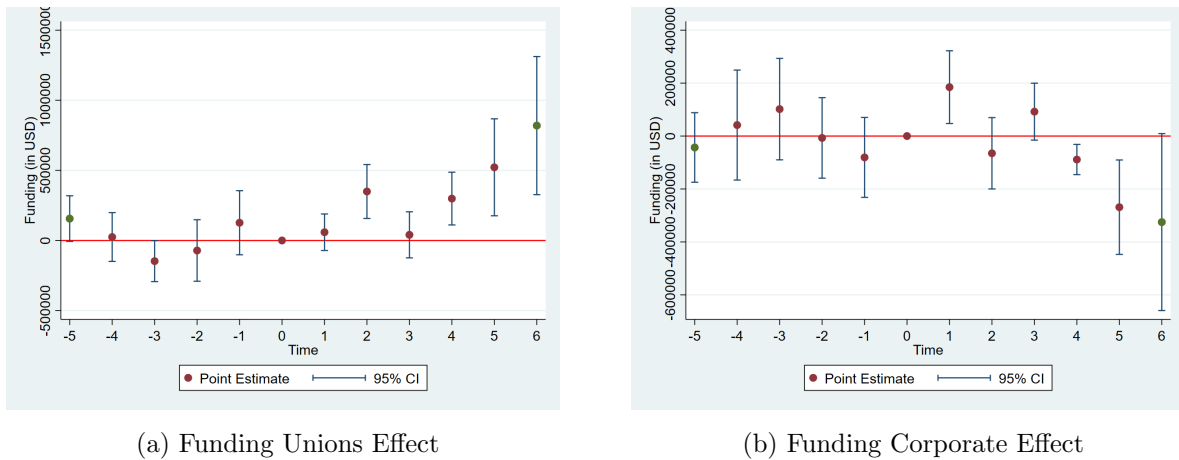 Funding (in USD)
1500000
1000000
500000
0
-500000
-5 -4 -3 -2 -1 0 1 2 3 4 5 6
Time
Point Estimate 95% CI
(a) Funding Unions Effect
Funding (in USD)
400000
200000
0
-200000
-400000
-600000
-5 -4 -3 -2 -1 0 1 2 3 4 5 6
Time
Point Estimate 95% CI
(b) Funding Corporate Effect